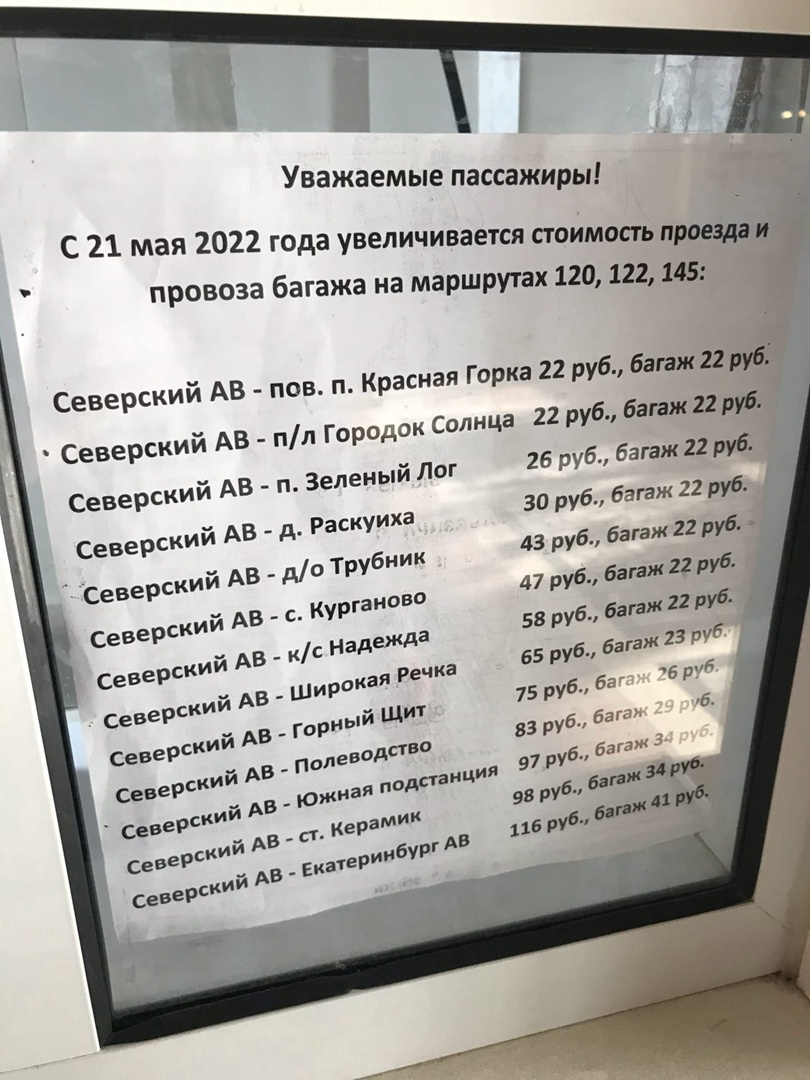 Уважаемые пассажиры!
С 21 мая 2022 года увеличивается стоимость проезда и
провоза багажа на маршрутах 120, 122, 145:
Северский АВ - пов. п. Красная Горка 22 руб., багаж 22 руб.
Северский АВ - п/л Городок Солнца 22 руб., багаж 22 руб.
Северский АВ - п. Зеленый Лог 26 руб., багаж 22 руб.
Северский АВ - д. Раскуиха 30 руб., багаж 22 руб.
Северский АВ - д/о Трубник 43 руб., багаж 22 руб.
Северский АВ - с. Курганово 47 руб., багаж 22 руб.
Северский АВ - к/с Надежда 58 руб., багаж 22 руб.
Северский АВ - Широкая Речка 65 руб., багаж 23 руб.
Северский АВ - Горный Щит 75 руб., багаж 26 руб.
Северский АВ - Полеводство 83 руб., багаж 29 руб.
Северский АВ - Южная подстанция 97 руб., багаж 34 руб.
Северский АВ - ст. Керамик 98 руб., багаж 34 руб.
Северский АВ - Екатеринбург АВ 116 руб., багаж 41 руб.